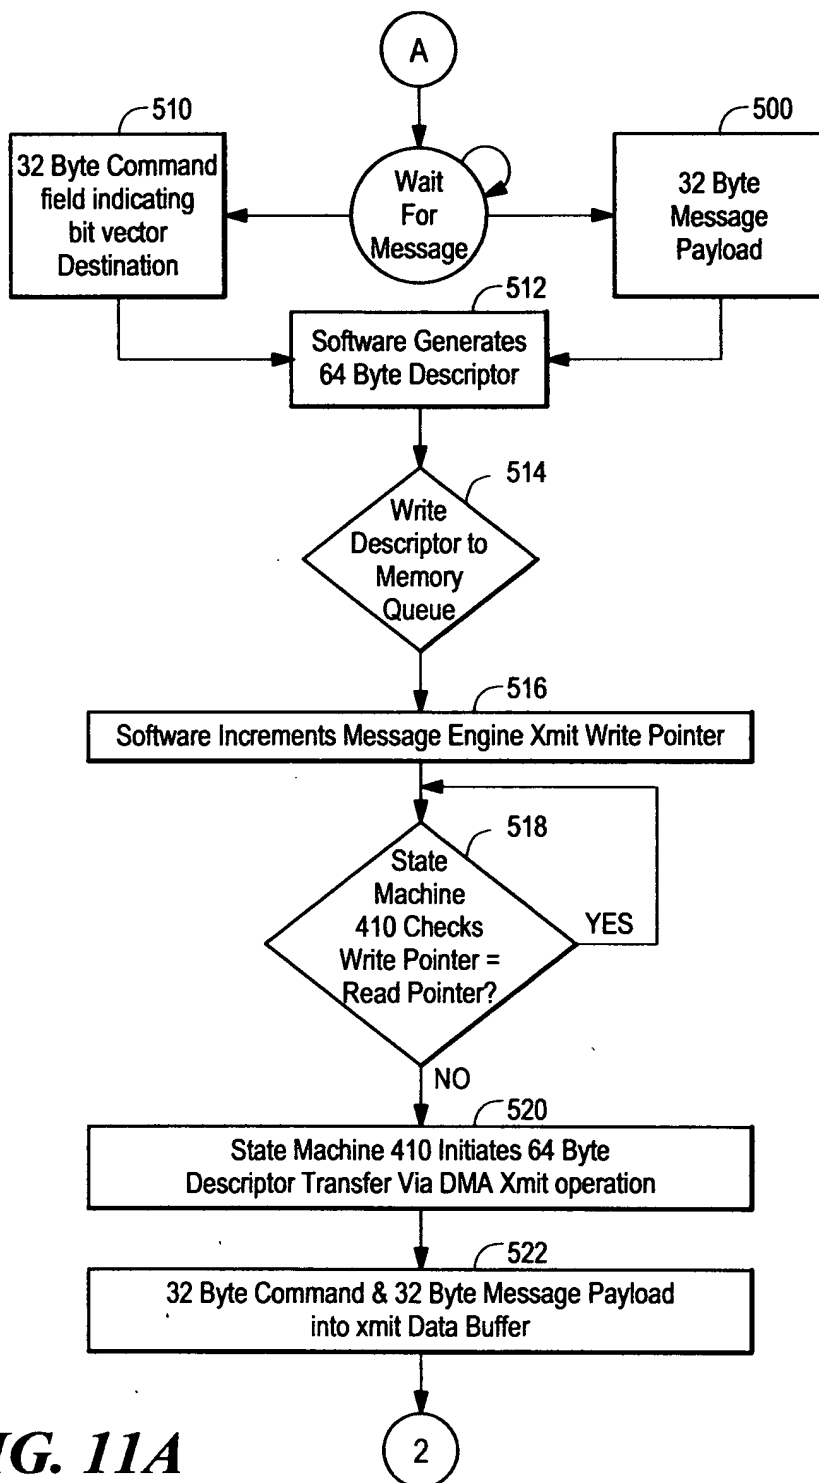 A
510
32 Byte Command
field indicating
bit vector
Destination
Wait
For
Message
500
32 Byte
Message
Payload
512
Software Generates
64 Byte Descriptor
514
Write
Descriptor to
Memory
Queue
516
Software Increments Message Engine Xmit Write Pointer
518
State
Machine
410 Checks
Write Pointer =
Read Pointer?
YES
NO
520
State Machine 410 Initiates 64 Byte
Descriptor Transfer Via DMA Xmit operation
522
32 Byte Command & 32 Byte Message Payload
into xmit Data Buffer
2
IG. 11A